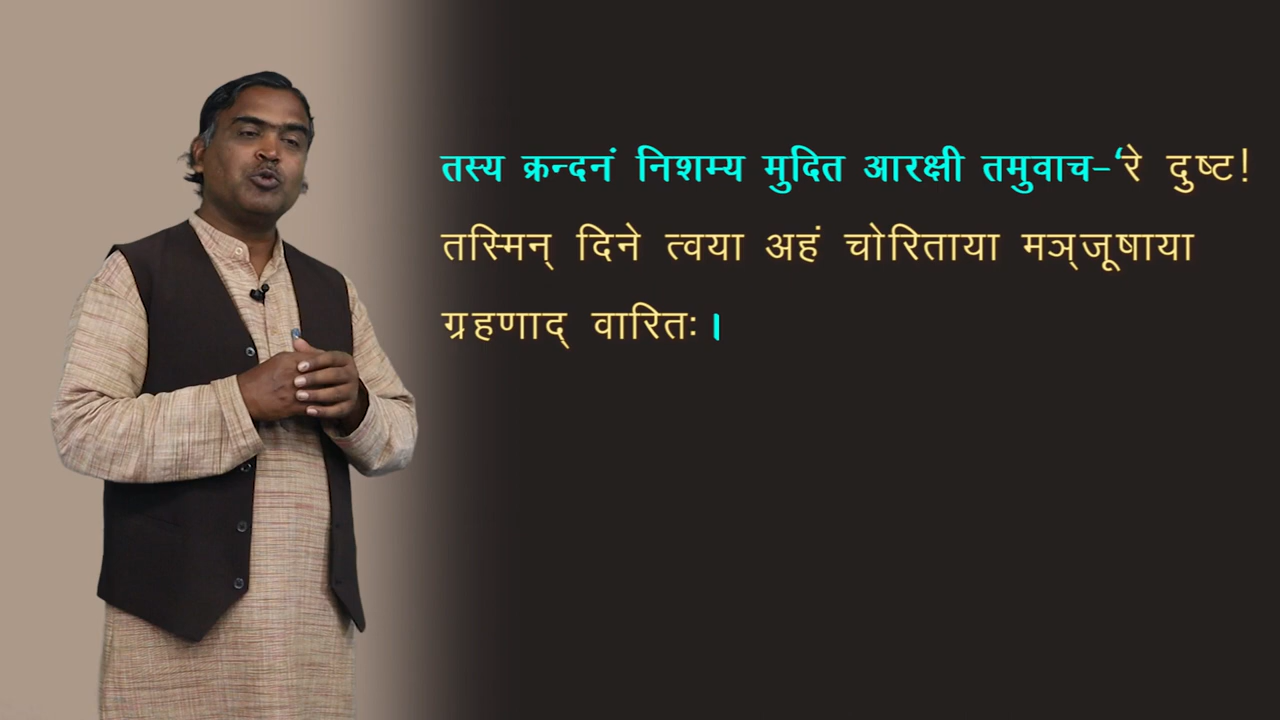 तस्य क्रन्दनं निशम्य मुदित आरक्षी तमुवाच–‘रे दुष्ट!
तस्मिन् दिने त्वया अहं चोरिताया मञ्जूषाया
ग्रहणाद् वारितः।